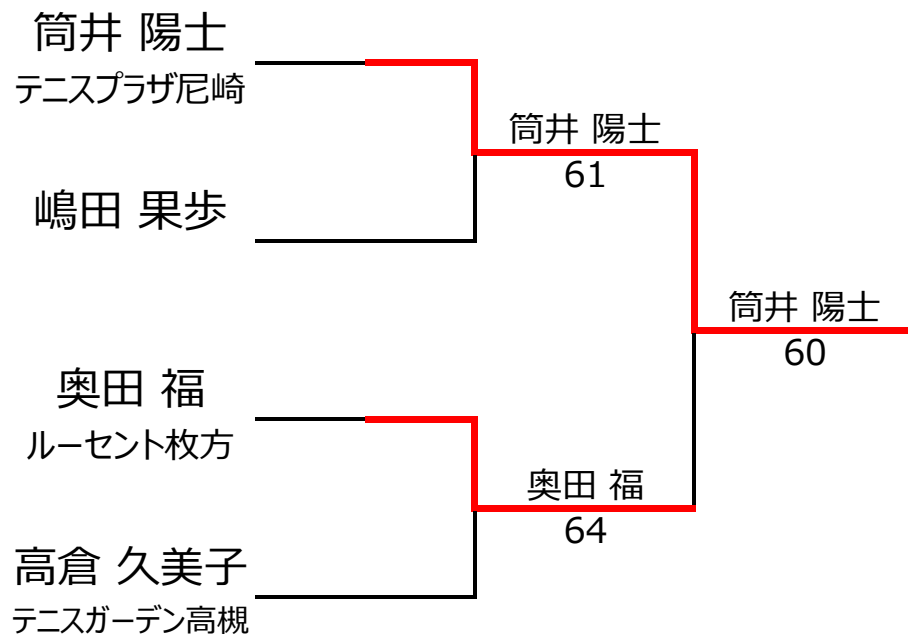 筒井 陽士
テニスプラザ尼崎
嶋田 果歩
奥田 福
ルーセント枚方
高倉 久美子
テニスガーデン高槻
筒井 陽士
61
奥田 福
64
筒井 陽士
60